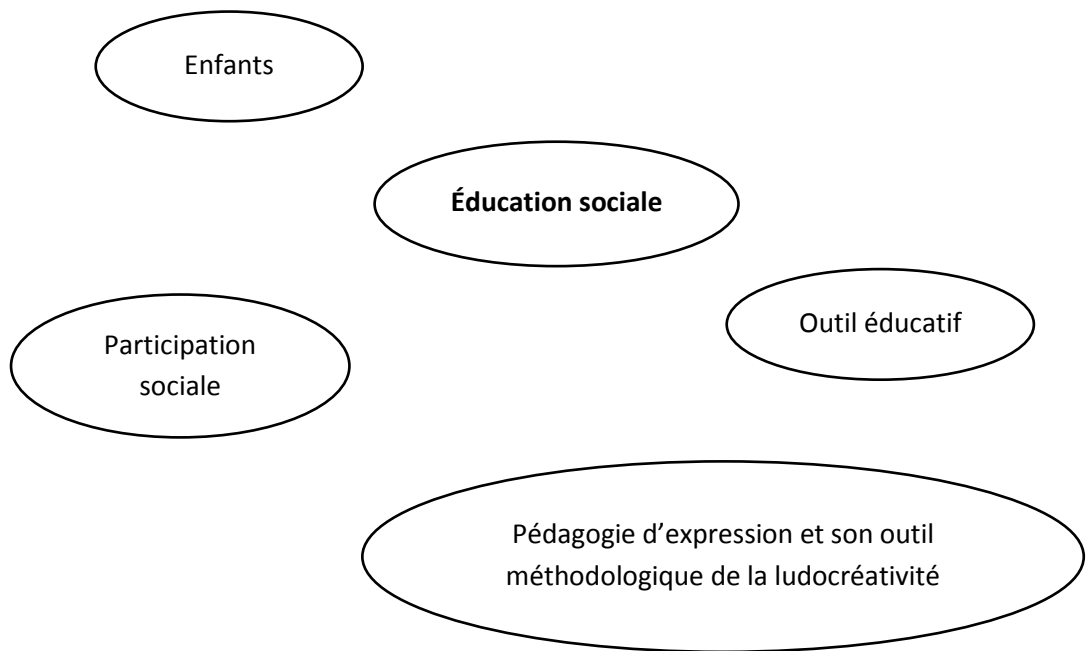 Enfants
Éducation sociale
Outil éducatif
Participation
sociale
Pédagogie d’expression et son outil
méthodologique de la ludocréativité